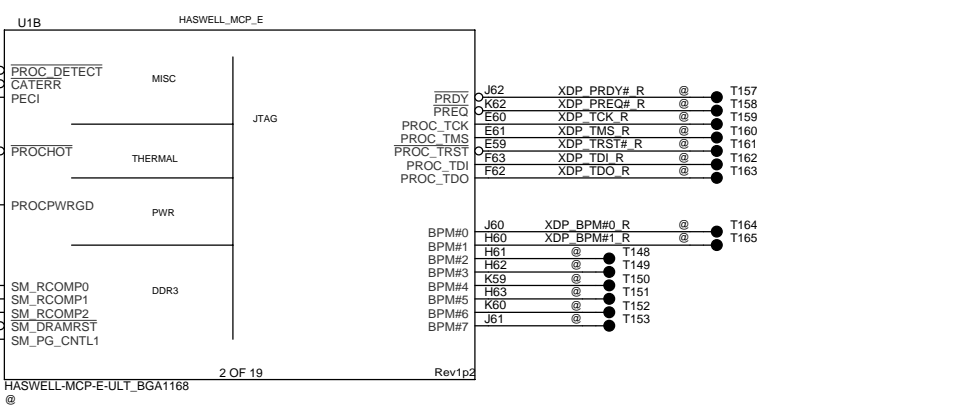 U1B HASWELL_MCP_E
PROC_DETECT MISC
CATERR
PECI
PRDY J62 XDP_PRDY#_R @ T157
PREQ K62 XDP_PREQ#_R @ T158
JTAG PROC_TCK E60 XDP_TCK_R @ T159
PROC_TMS E61 XDP_TMS_R @ T160
PROCHOT THERMAL PROC_TRST E59 XDP_TRST#_R @ T161
PROC_TDI F63 XDP_TDI_R @ T162
PROC_TDO F62 XDP_TDO_R @ T163
PROCPWRGD PWR
BPM#0 J60 XDP_BPM#0_R @ T164
BPM#1 H60 XDP_BPM#1_R @ T165
BPM#2 H61 @ T148
BPM#3 H62 @ T149
SM_RCOMP0 DDR3 BPM#4 K59 @ T150
SM_RCOMP1 BPM#5 H63 @ T151
SM_RCOMP2 BPM#6 K60 @ T152
SM_DRAMRST BPM#7 J61 @ T153
SM_PG_CNTL1
2 OF 19 Rev1p2
HASWELL-MCP-E-ULT_BGA1168
@